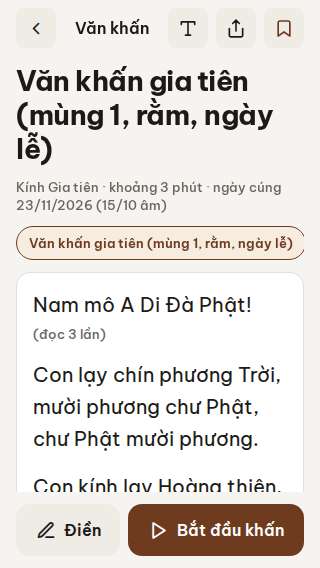 Văn khấn
Văn khấn gia tiên
(mùng 1, rằm, ngày
lễ)
Kính Gia tiên · khoảng 3 phút · ngày cúng
23/11/2026 (15/10 âm)
Văn khấn gia tiên (mùng 1, rằm, ngày lễ)
Nam mô A Di Đà Phật!
(đọc 3 lần)
Con lạy chín phương Trời,
mười phương chư Phật,
chư Phật mười phương.
Con kính lạy Hoàng thiên,
Điền
Bắt đầu khấn